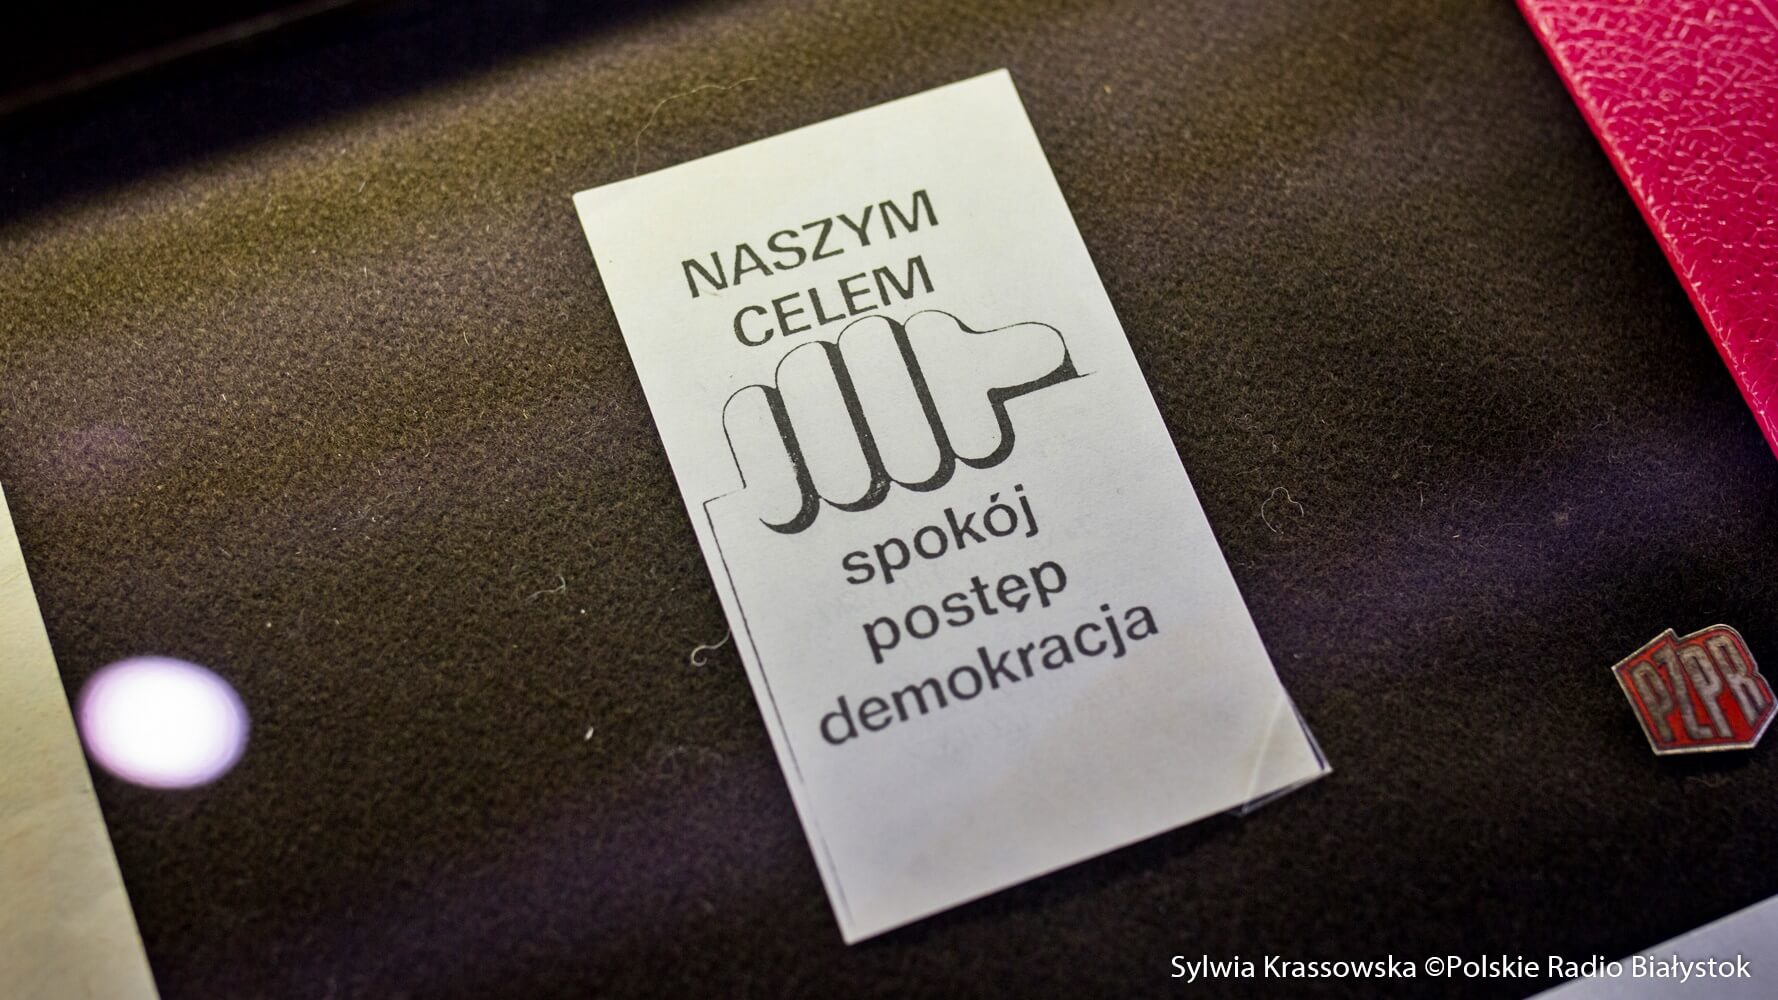 NASZYM
CELEM
spokój
postęp
demokracja
PZPR
Sylwia Krassowska ©Polskie Radio Białystok